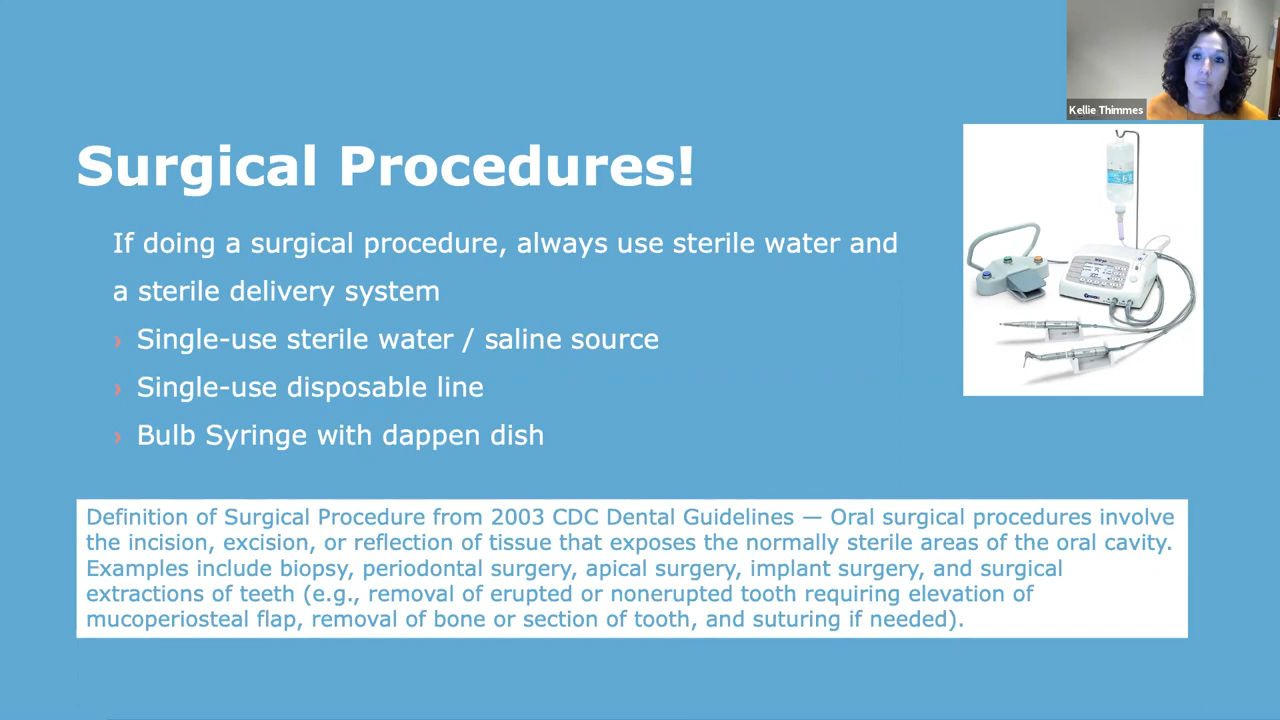 Kellie Thimmes
Surgical Procedures!
If doing a surgical procedure, always use sterile water and
a sterile delivery system
› Single-use sterile water / saline source
› Single-use disposable line
› Bulb Syringe with dappen dish
Definition of Surgical Procedure from 2003 CDC Dental Guidelines — Oral surgical procedures involve
the incision, excision, or reflection of tissue that exposes the normally sterile areas of the oral cavity.
Examples include biopsy, periodontal surgery, apical surgery, implant surgery, and surgical
extractions of teeth (e.g., removal of erupted or nonerupted tooth requiring elevation of
mucoperiosteal flap, removal of bone or section of tooth, and suturing if needed).